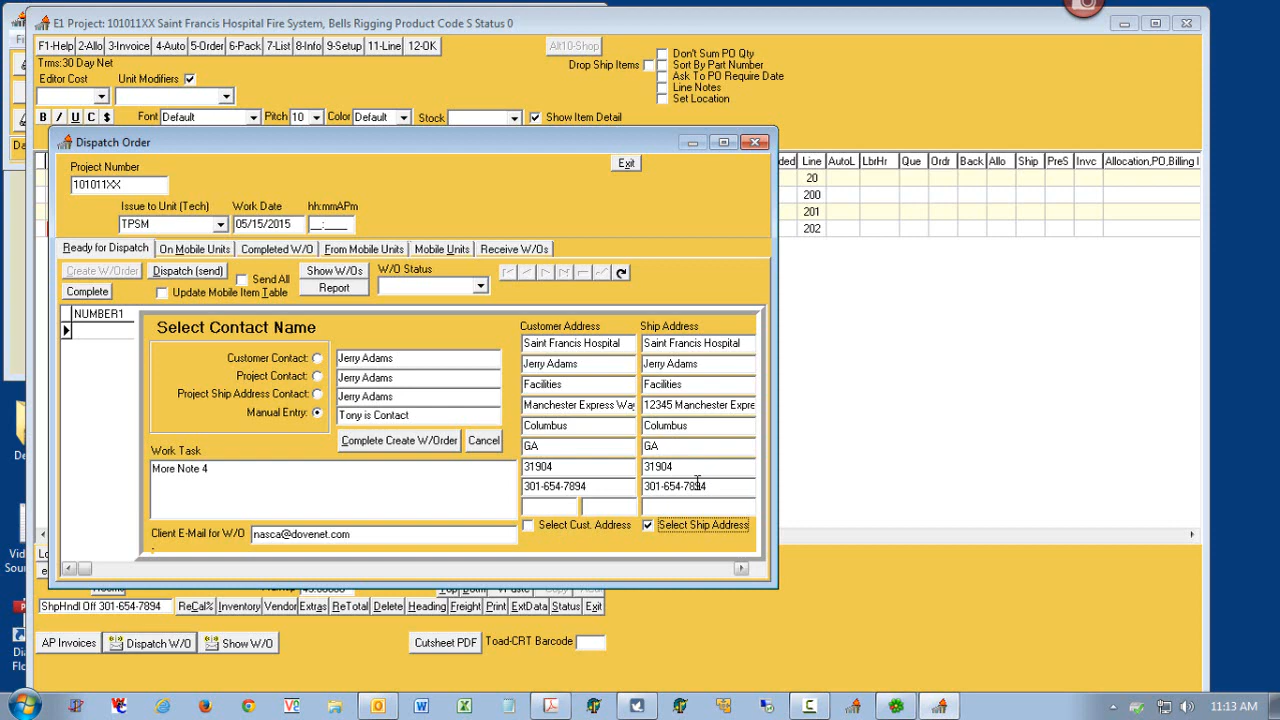 E1 Project: 101011XX Saint Francis Hospital Fire System, Bells Rigging Product Code S Status 0
F1-Help 2-Allo 3-Invoice 4-Auto 5-Order 6-Pack 7-List 8-Info 9-Setup 11-Line 12-OK Alt10-Shop
Trms:30 Day Net
Drop Ship Items
Don't Sum PO Qty
Sort By Part Number
Ask To PO Require Date
Line Notes
Set Location
Editor Cost Unit Modifiers
B I U C $ Font Default Pitch 10 Color Default Stock Show Item Detail
Dispatch Order
Line AutoL LbrHr Que Ordr Back Allo Ship PreS Invc Allocation,PO,Billing I
20
200
201
202
Project Number Exit
101011XX
Issue to Unit (Tech) Work Date hh:mmAPm
TPSM 05/15/2015 __:____
Ready for Dispatch On Mobile Units Completed W/O From Mobile Units Mobile Units Receive W/Os
Create W/Order Dispatch (send) Send All Show W/Os W/O Status
Complete Update Mobile Item Table Report
NUMBER1
Select Contact Name
Customer Contact: Jerry Adams
Project Contact: Jerry Adams
Project Ship Address Contact: Jerry Adams
Manual Entry: Tony is Contact
Complete Create W/Order Cancel
Work Task
More Note 4
Client E-Mail for W/O nasca@dovenet.com
Customer Address Ship Address
Saint Francis Hospital Saint Francis Hospital
Jerry Adams Jerry Adams
Facilities Facilities
Manchester Express Way 12345 Manchester Expre
Columbus Columbus
GA GA
31904 31904
301-654-7894 301-654-7894
Select Cust. Address Select Ship Address
ShpHndl Off 301-654-7894 ReCal% Inventory Vendor Extras ReTotal Delete Heading Freight Print ExtData Status Exit
AP Invoices Dispatch W/O Show W/O Cutsheet PDF Toad-CRT Barcode
11:13 AM